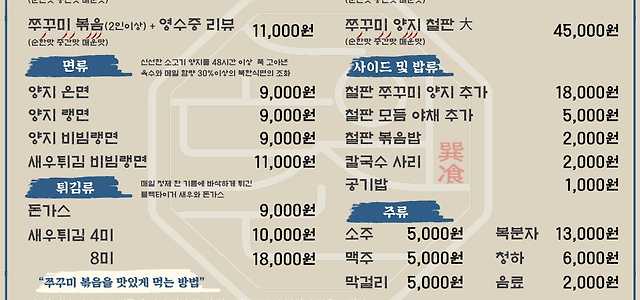 쭈꾸미 볶음(2인이상) + 영수증 리뷰 11,000원
(순한맛 중간맛 매운맛)
면류
신선한 소고기 양지를 48시간 이상 푹 고아낸
육수와 메밀 함량 30%이상의 북한식면의 조화
양지 온면 9,000원
양지 랭면 9,000원
양지 비빔랭면 9,000원
새우튀김 비빔랭면 11,000원
튀김류
매일 첫째 한 기름에 바삭하게 튀긴
블랙타이거 새우와 돈가스
돈가스 9,000원
새우튀김 4미 10,000원
8미 18,000원
"쭈꾸미 볶음을 맛있게 먹는 방법"
쭈꾸미 양지 철판 大 45,000원
(순한맛 중간맛 매운맛)
사이드 및 밥류
철판 쭈꾸미 양지 추가 18,000원
철판 모듬 야채 추가 5,000원
철판 볶음밥 2,000원
칼국수 사리 2,000원
공기밥 1,000원
주류
소주 5,000원 복분자 13,000원
맥주 5,000원 청하 6,000원
막걸리 5,000원 음료 2,000원